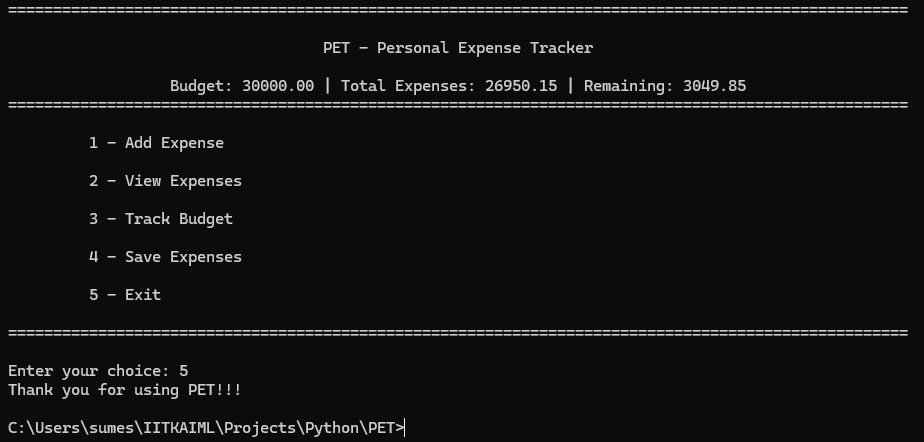 ====================================================================================================
PET - Personal Expense Tracker
Budget: 30000.00 | Total Expenses: 26950.15 | Remaining: 3049.85
====================================================================================================
1 - Add Expense
2 - View Expenses
3 - Track Budget
4 - Save Expenses
5 - Exit
====================================================================================================
Enter your choice: 5
Thank you for using PET!!!
C:\Users\sumes\IITKAIML\Projects\Python\PET>